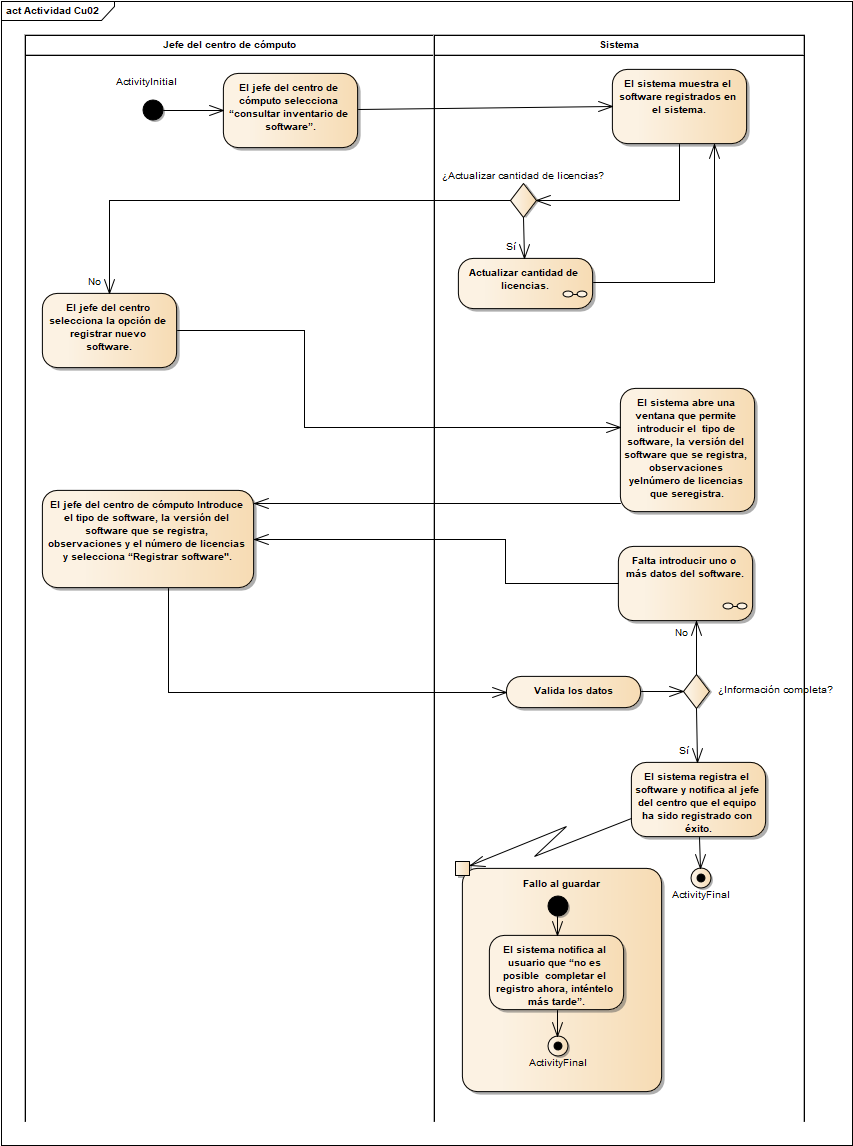 act Actividad Cu02
Jefe del centro de cómputo
Sistema
ActivityInitial
El jefe del centro de
cómputo selecciona
“consultar inventario de
software”.
El sistema muestra el
software registrados en
el sistema.
¿Actualizar cantidad de licencias?
Sí
Actualizar cantidad de
licencias.
No
El jefe del centro
selecciona la opción de
registrar nuevo
software.
El sistema abre una
ventana que permite
introducir el  tipo de
software, la versión del
software que se registra,
observaciones
yelnúmero de licencias
que seregistra.
El jefe del centro de cómputo Introduce
el tipo de software, la versión del
software que se registra,
observaciones y el número de licencias
y selecciona “Registrar software".
Falta introducir uno o
más datos del software.
No
Valida los datos
¿Información completa?
Sí
El sistema registra el
software y notifica al jefe
del centro que el equipo
ha sido registrado con
éxito.
ActivityFinal
Fallo al guardar
El sistema notifica al
usuario que “no es
posible  completar el
registro ahora, inténtelo
más tarde”.
ActivityFinal